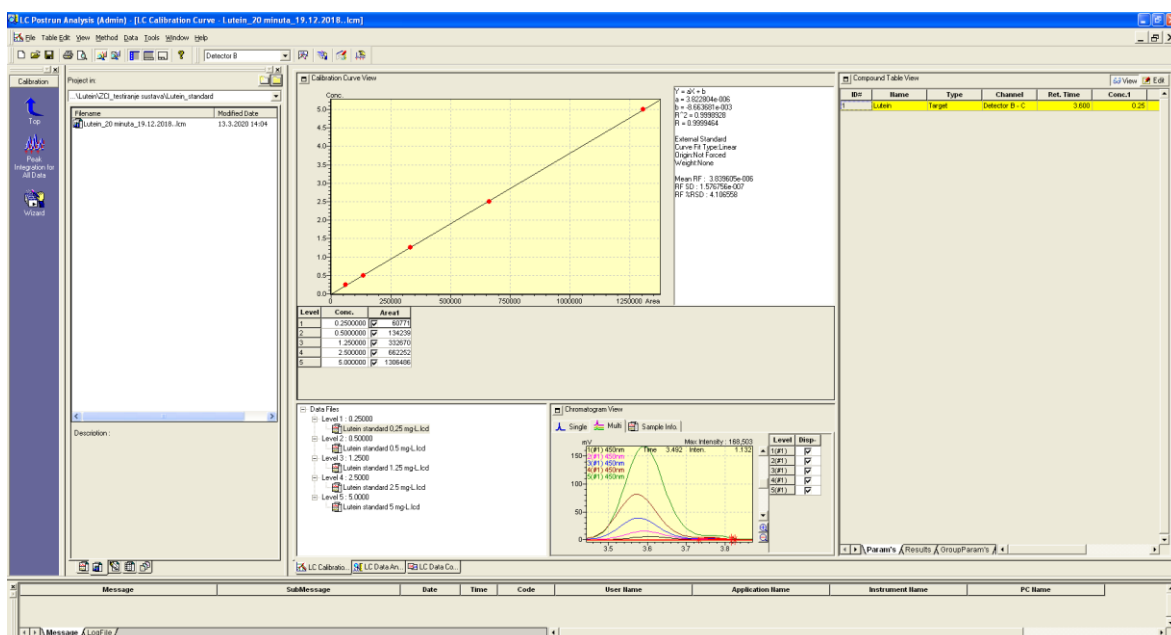 LC Postrun Analysis (Admin) - [LC Calibration Curve - Lutein_20 minuta_19.12.2018..lcm]
File Table Edit View Method Data Tools Window Help
Detector B
Calibration
Top
Peak Integration for All Data
Wizard
Project in:
...\Lutein\ZCI_testiranje sustava\Lutein_standard
Filename Modified Date
Lutein_20 minuta_19.12.2018..lcm 13.3.2020 14:04
Description :
Calibration Curve View
Conc.
5.0
4.5
4.0
3.5
3.0
2.5
2.0
1.5
1.0
0.5
0.0
0 250000 500000 750000 1000000 1250000 Area
Y = aX + b
a = 3.822804e-006
b = -8.663681e-003
R^2 = 0.9998928
R = 0.9999464
External Standard
Curve Fit Type:Linear
Origin:Not Forced
Weight:None
Mean RF : 3.839605e-006
RF SD : 1.576756e-007
RF %RSD : 4.106558
Level Conc. Area1
1 0.2500000 60771
2 0.5000000 134239
3 1.250000 332670
4 2.500000 662252
5 5.000000 1306486
Data Files
Level 1 : 0.25000
Lutein standard 0,25 mg-L.lcd
Level 2 : 0.50000
Lutein standard 0.5 mg-L.lcd
Level 3 : 1.2500
Lutein standard 1.25 mg-L.lcd
Level 4 : 2.5000
Lutein standard 2.5 mg-L.lcd
Level 5 : 5.0000
Lutein standard 5 mg-L.lcd
Chromatogram View
Single Multi Sample Info.
mV Max Intensity : 168,503
1(#1) 450nm Time 3.492 Inten. 1.132
2(#1) 450nm
3(#1) 450nm
4(#1) 450nm
5(#1) 450nm
150
100
50
0
3.5 3.6 3.7 3.8
Level Disp-
1(#1)
2(#1)
3(#1)
4(#1)
5(#1)
Compound Table View
View Edit
ID# Name Type Channel Ret. Time Conc.1
1 Lutein Target Detector B - C 3.600 0.25
Param's Results GroupParam's
LC Calibratio... LC Data An... LC Data Co...
Message SubMessage Date Time Code User Name Application Name Instrument Name PC Name
Message LogFile